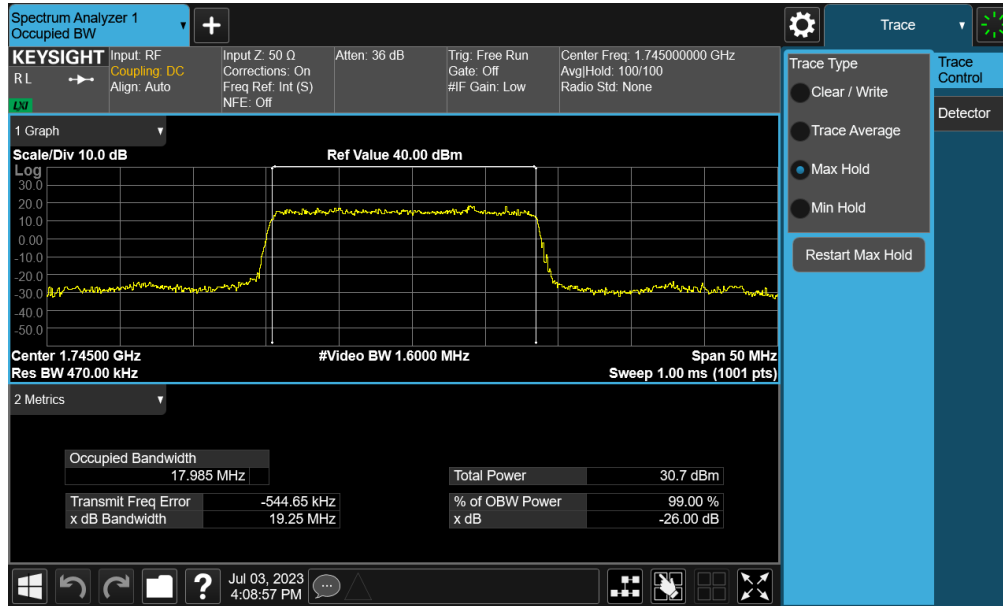 Spectrum Analyzer 1
Occupied BW
+
Trace
KEYSIGHT
R L
LXI
Input: RF
Coupling: DC
Align: Auto
Input Z: 50 Ω
Corrections: On
Freq Ref: Int (S)
NFE: Off
Atten: 36 dB
Trig: Free Run
Gate: Off
#IF Gain: Low
Center Freq: 1.745000000 GHz
Avg|Hold: 100/100
Radio Std: None
Trace Type
Clear / Write
Trace Average
Max Hold
Min Hold
Restart Max Hold
Trace
Control
Detector
1 Graph
Scale/Div 10.0 dB
Ref Value 40.00 dBm
Log
30.0
20.0
10.0
0.00
-10.0
-20.0
-30.0
-40.0
-50.0
Center 1.74500 GHz
#Video BW 1.6000 MHz
Span 50 MHz
Res BW 470.00 kHz
Sweep 1.00 ms (1001 pts)
2 Metrics
Occupied Bandwidth
17.985 MHz
Total Power 30.7 dBm
Transmit Freq Error -544.65 kHz
% of OBW Power 99.00 %
x dB Bandwidth 19.25 MHz
x dB -26.00 dB
?
Jul 03, 2023
4:08:57 PM